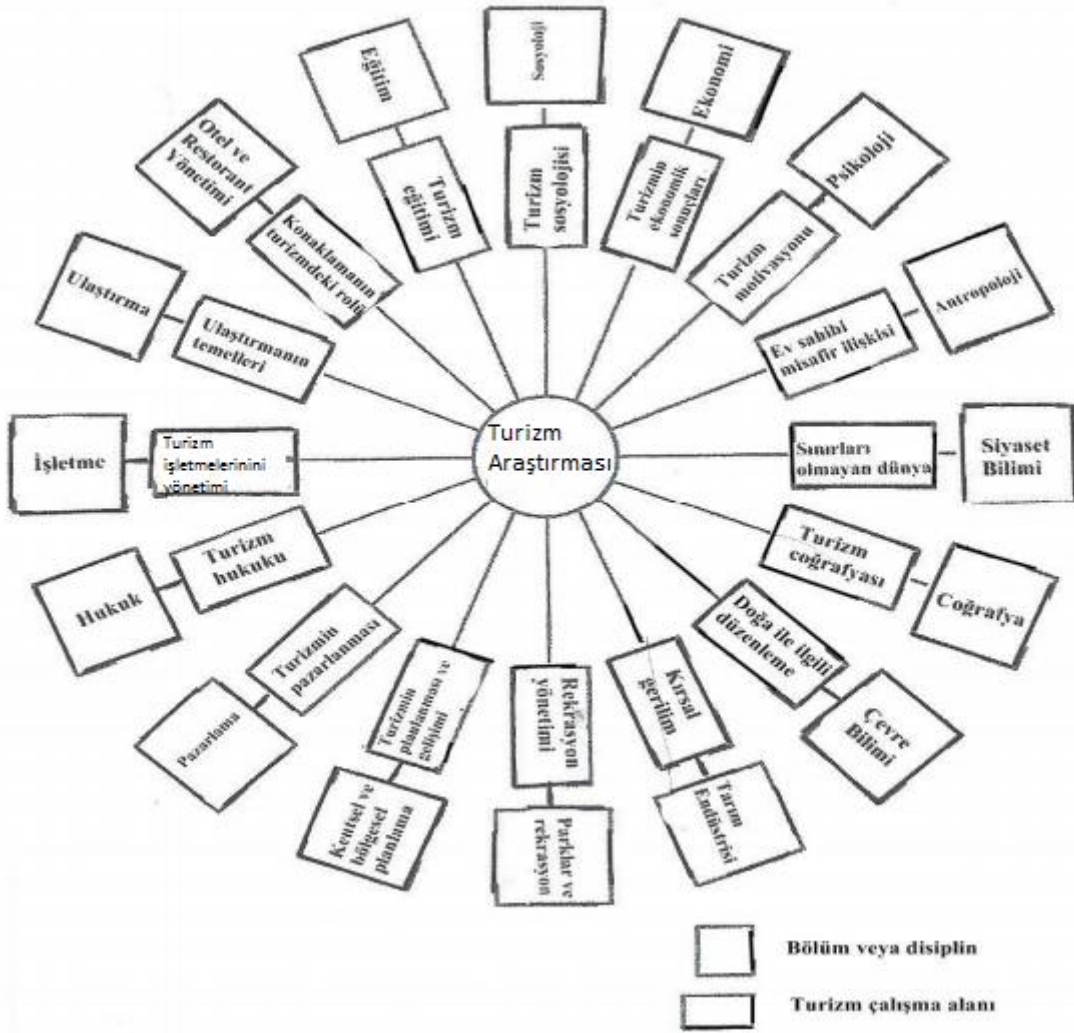 Sosyoloji
Turizm
sosyolojisi
Ekonomi
Turizmin
ekonomik
sonuçları
Psikoloji
Turizm
motivasyonu
Antropoloji
Ev sahibi
misafir ilişkisi
Siyaset
Bilimi
Sınırları
olmayan dünya
Coğrafya
Turizm
coğrafyası
Çevre
Bilimi
Doğa ile ilgili
düzenleme
Tarım
Endüstrisi
Kırsal
gerilim
Parklar ve
rekrasyon
Rekrasyon
yönetimi
Kentsel ve
bölgesel
planlama
Turizmin
planlanması ve
gelişimi
Pazarlama
Turizmin
pazarlanması
Hukuk
Turizm
hukuku
İşletme
Turizm
işletmelerinini
yönetimi
Ulaştırma
Ulaştırmanın
temelleri
Otel ve
Restorant
Yönetimi
Konaklamanın
turizmdeki rolü
Eğitim
Turizm
eğitimi
Turizm
Araştırması
Bölüm veya disiplin
Turizm çalışma alanı